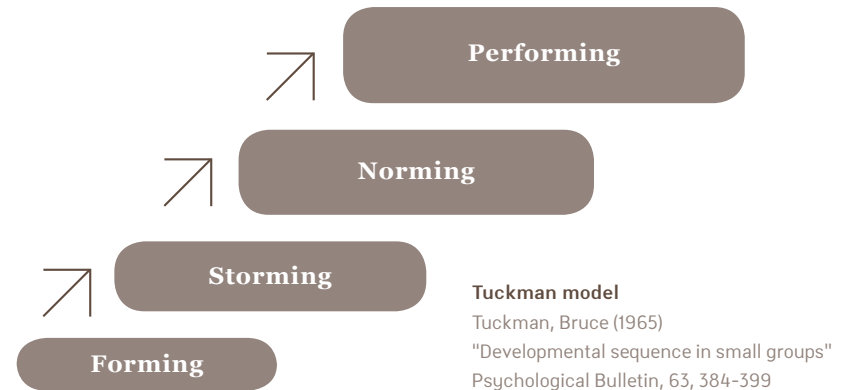 Performing
Norming
Storming
Forming
Tuckman model
Tuckman, Bruce (1965)
"Developmental sequence in small groups"
Psychological Bulletin, 63, 384-399